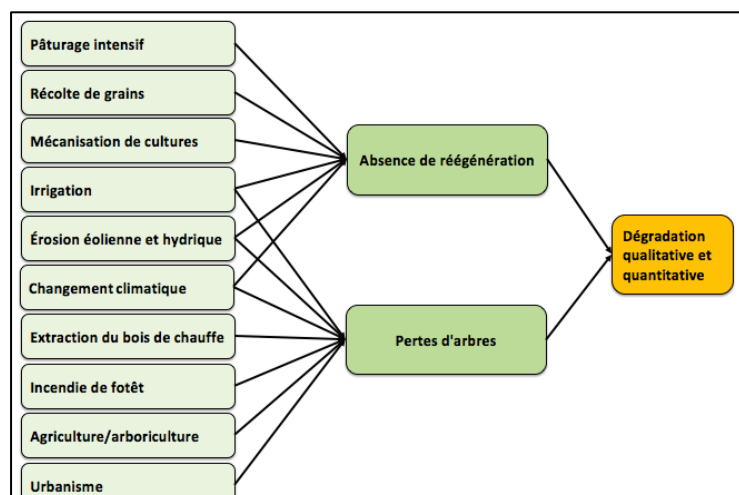 Pâturage intensif
Récolte de grains
Mécanisation de cultures
Irrigation
Érosion éolienne et hydrique
Changement climatique
Extraction du bois de chauffe
Incendie de fotêt
Agriculture/arboriculture
Urbanisme
Absence de réégénération
Pertes d'arbres
Dégradation
qualitative et
quantitative